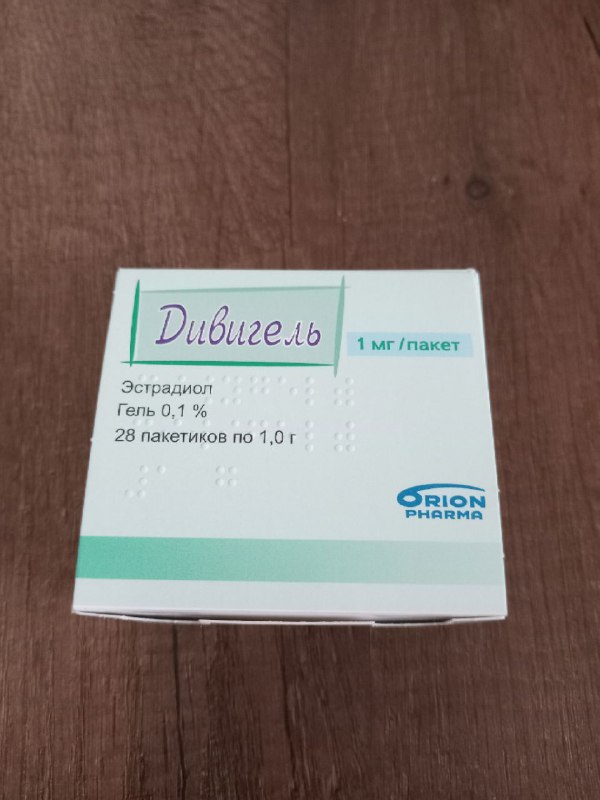 Дивигель
1 мг/пакет
Эстрадиол
Гель 0,1 %
28 пакетиков по 1,0 г
ORION
PHARMA